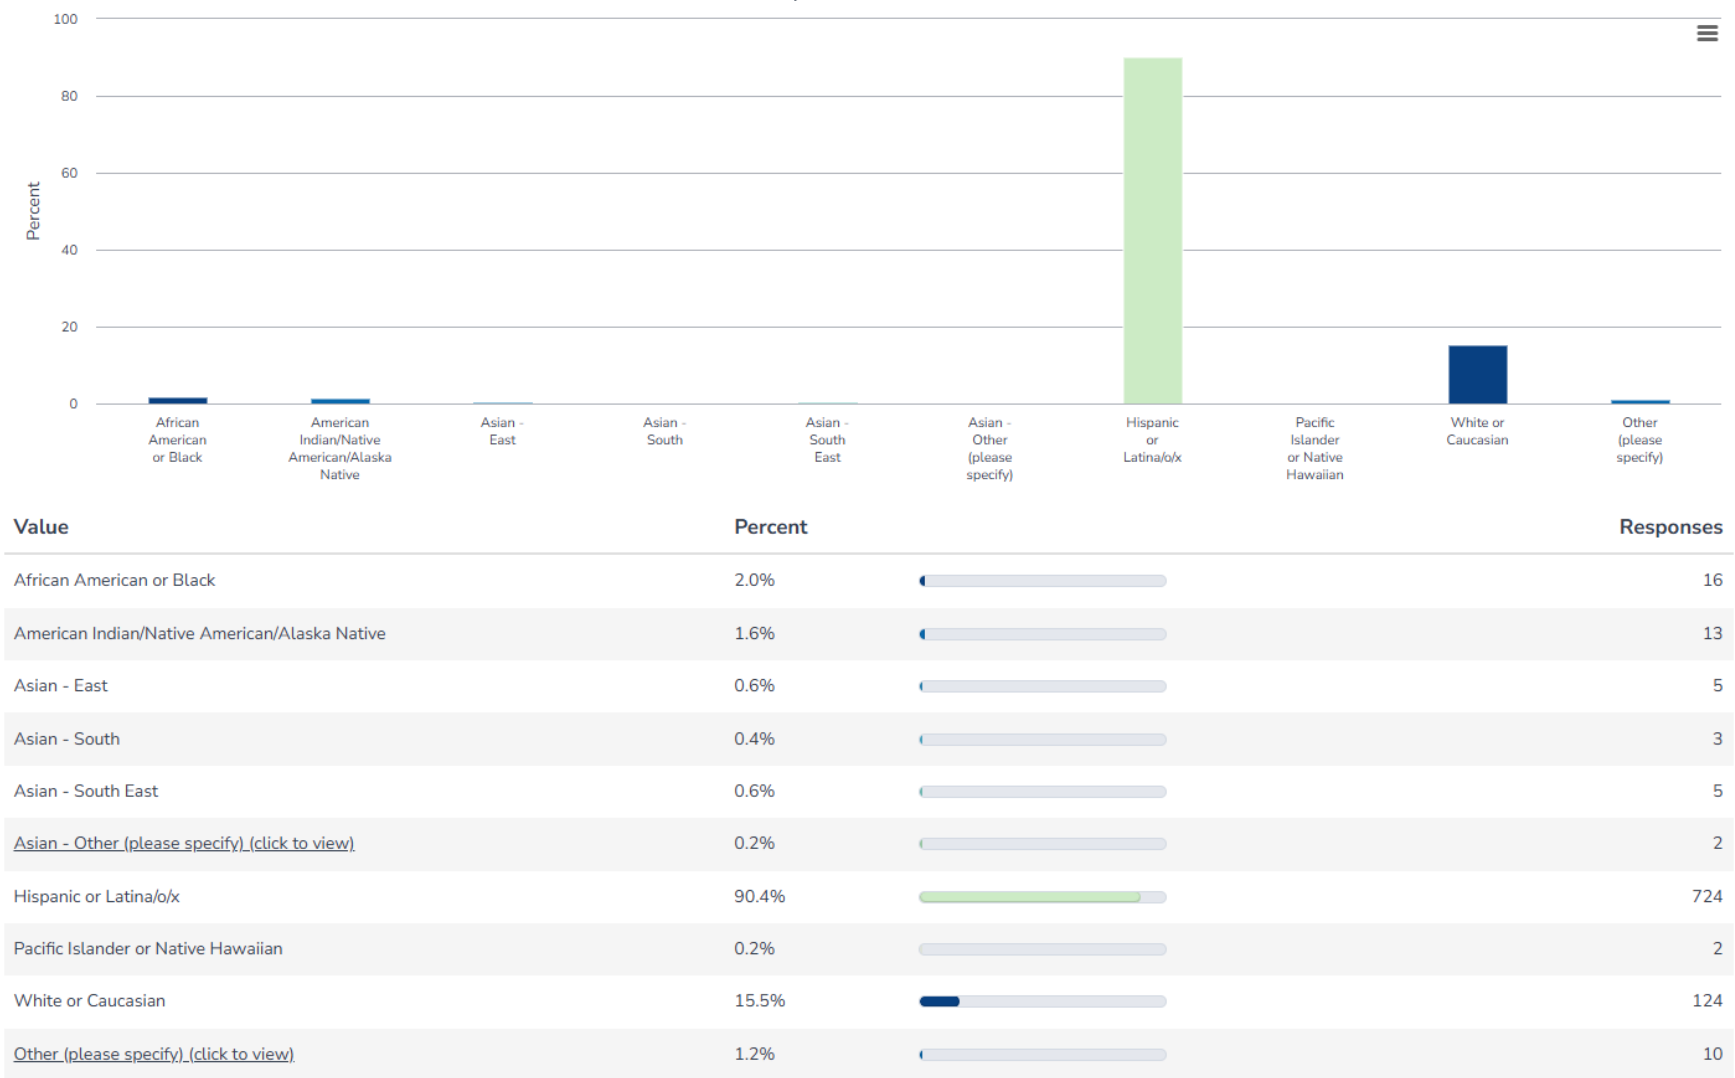 100
80
60
40
20
0
Percent
African
American
or Black
American
Indian/Native
American/Alaska
Native
Asian -
East
Asian -
South
Asian -
South
East
Asian -
Other
(please
specify)
Hispanic
or
Latina/o/x
Pacific
Islander
or Native
Hawaiian
White or
Caucasian
Other
(please
specify)
Value Percent Responses
African American or Black 2.0% 16
American Indian/Native American/Alaska Native 1.6% 13
Asian - East 0.6% 5
Asian - South 0.4% 3
Asian - South East 0.6% 5
Asian - Other (please specify) (click to view) 0.2% 2
Hispanic or Latina/o/x 90.4% 724
Pacific Islander or Native Hawaiian 0.2% 2
White or Caucasian 15.5% 124
Other (please specify) (click to view) 1.2% 10